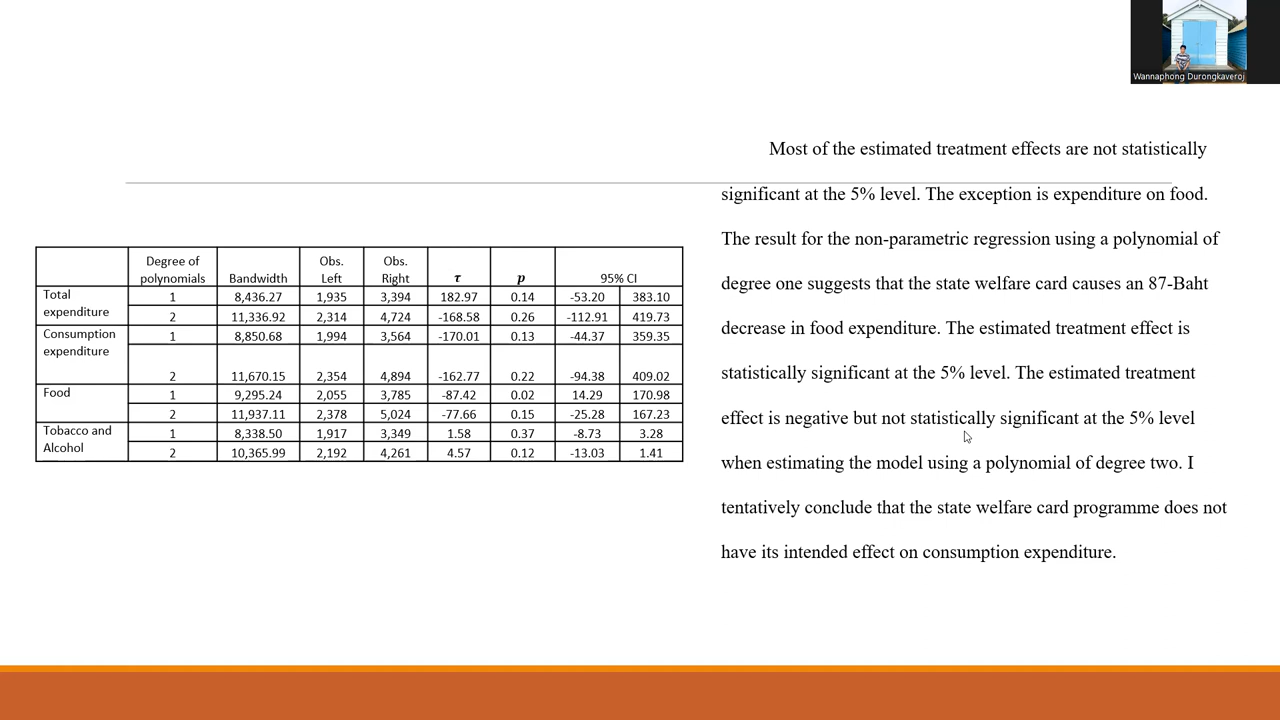 Wannaphong Durongkaveroj
Most of the estimated treatment effects are not statistically
significant at the 5% level. The exception is expenditure on food.
The result for the non-parametric regression using a polynomial of
degree one suggests that the state welfare card causes an 87-Baht
decrease in food expenditure. The estimated treatment effect is
statistically significant at the 5% level. The estimated treatment
effect is negative but not statistically significant at the 5% level
when estimating the model using a polynomial of degree two. I
tentatively conclude that the state welfare card programme does not
have its intended effect on consumption expenditure.
Degree of polynomials Bandwidth Obs. Left Obs. Right τ p 95% CI
Total expenditure 1 8,436.27 1,935 3,394 182.97 0.14 -53.20 383.10
2 11,336.92 2,314 4,724 -168.58 0.26 -112.91 419.73
Consumption expenditure 1 8,850.68 1,994 3,564 -170.01 0.13 -44.37 359.35
2 11,670.15 2,354 4,894 -162.77 0.22 -94.38 409.02
Food 1 9,295.24 2,055 3,785 -87.42 0.02 14.29 170.98
2 11,937.11 2,378 5,024 -77.66 0.15 -25.28 167.23
Tobacco and Alcohol 1 8,338.50 1,917 3,349 1.58 0.37 -8.73 3.28
2 10,365.99 2,192 4,261 4.57 0.12 -13.03 1.41